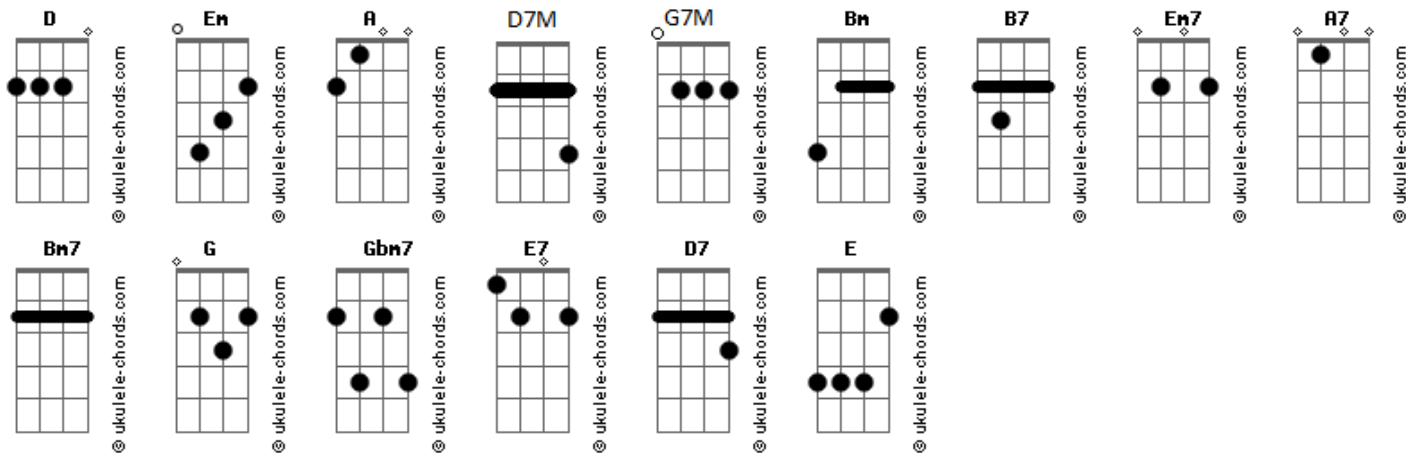 D Em A D7M G7M Bm B7 Em7 A7
© ukulele-chords.com © ukulele-chords.com © ukulele-chords.com © ukulele-chords.com © ukulele-chords.com © ukulele-chords.com © ukulele-chords.com © ukulele-chords.com © ukulele-chords.com
Bm7 G Gbm7 E7 D7 E
© ukulele-chords.com © ukulele-chords.com © ukulele-chords.com © ukulele-chords.com © ukulele-chords.com © ukulele-chords.com